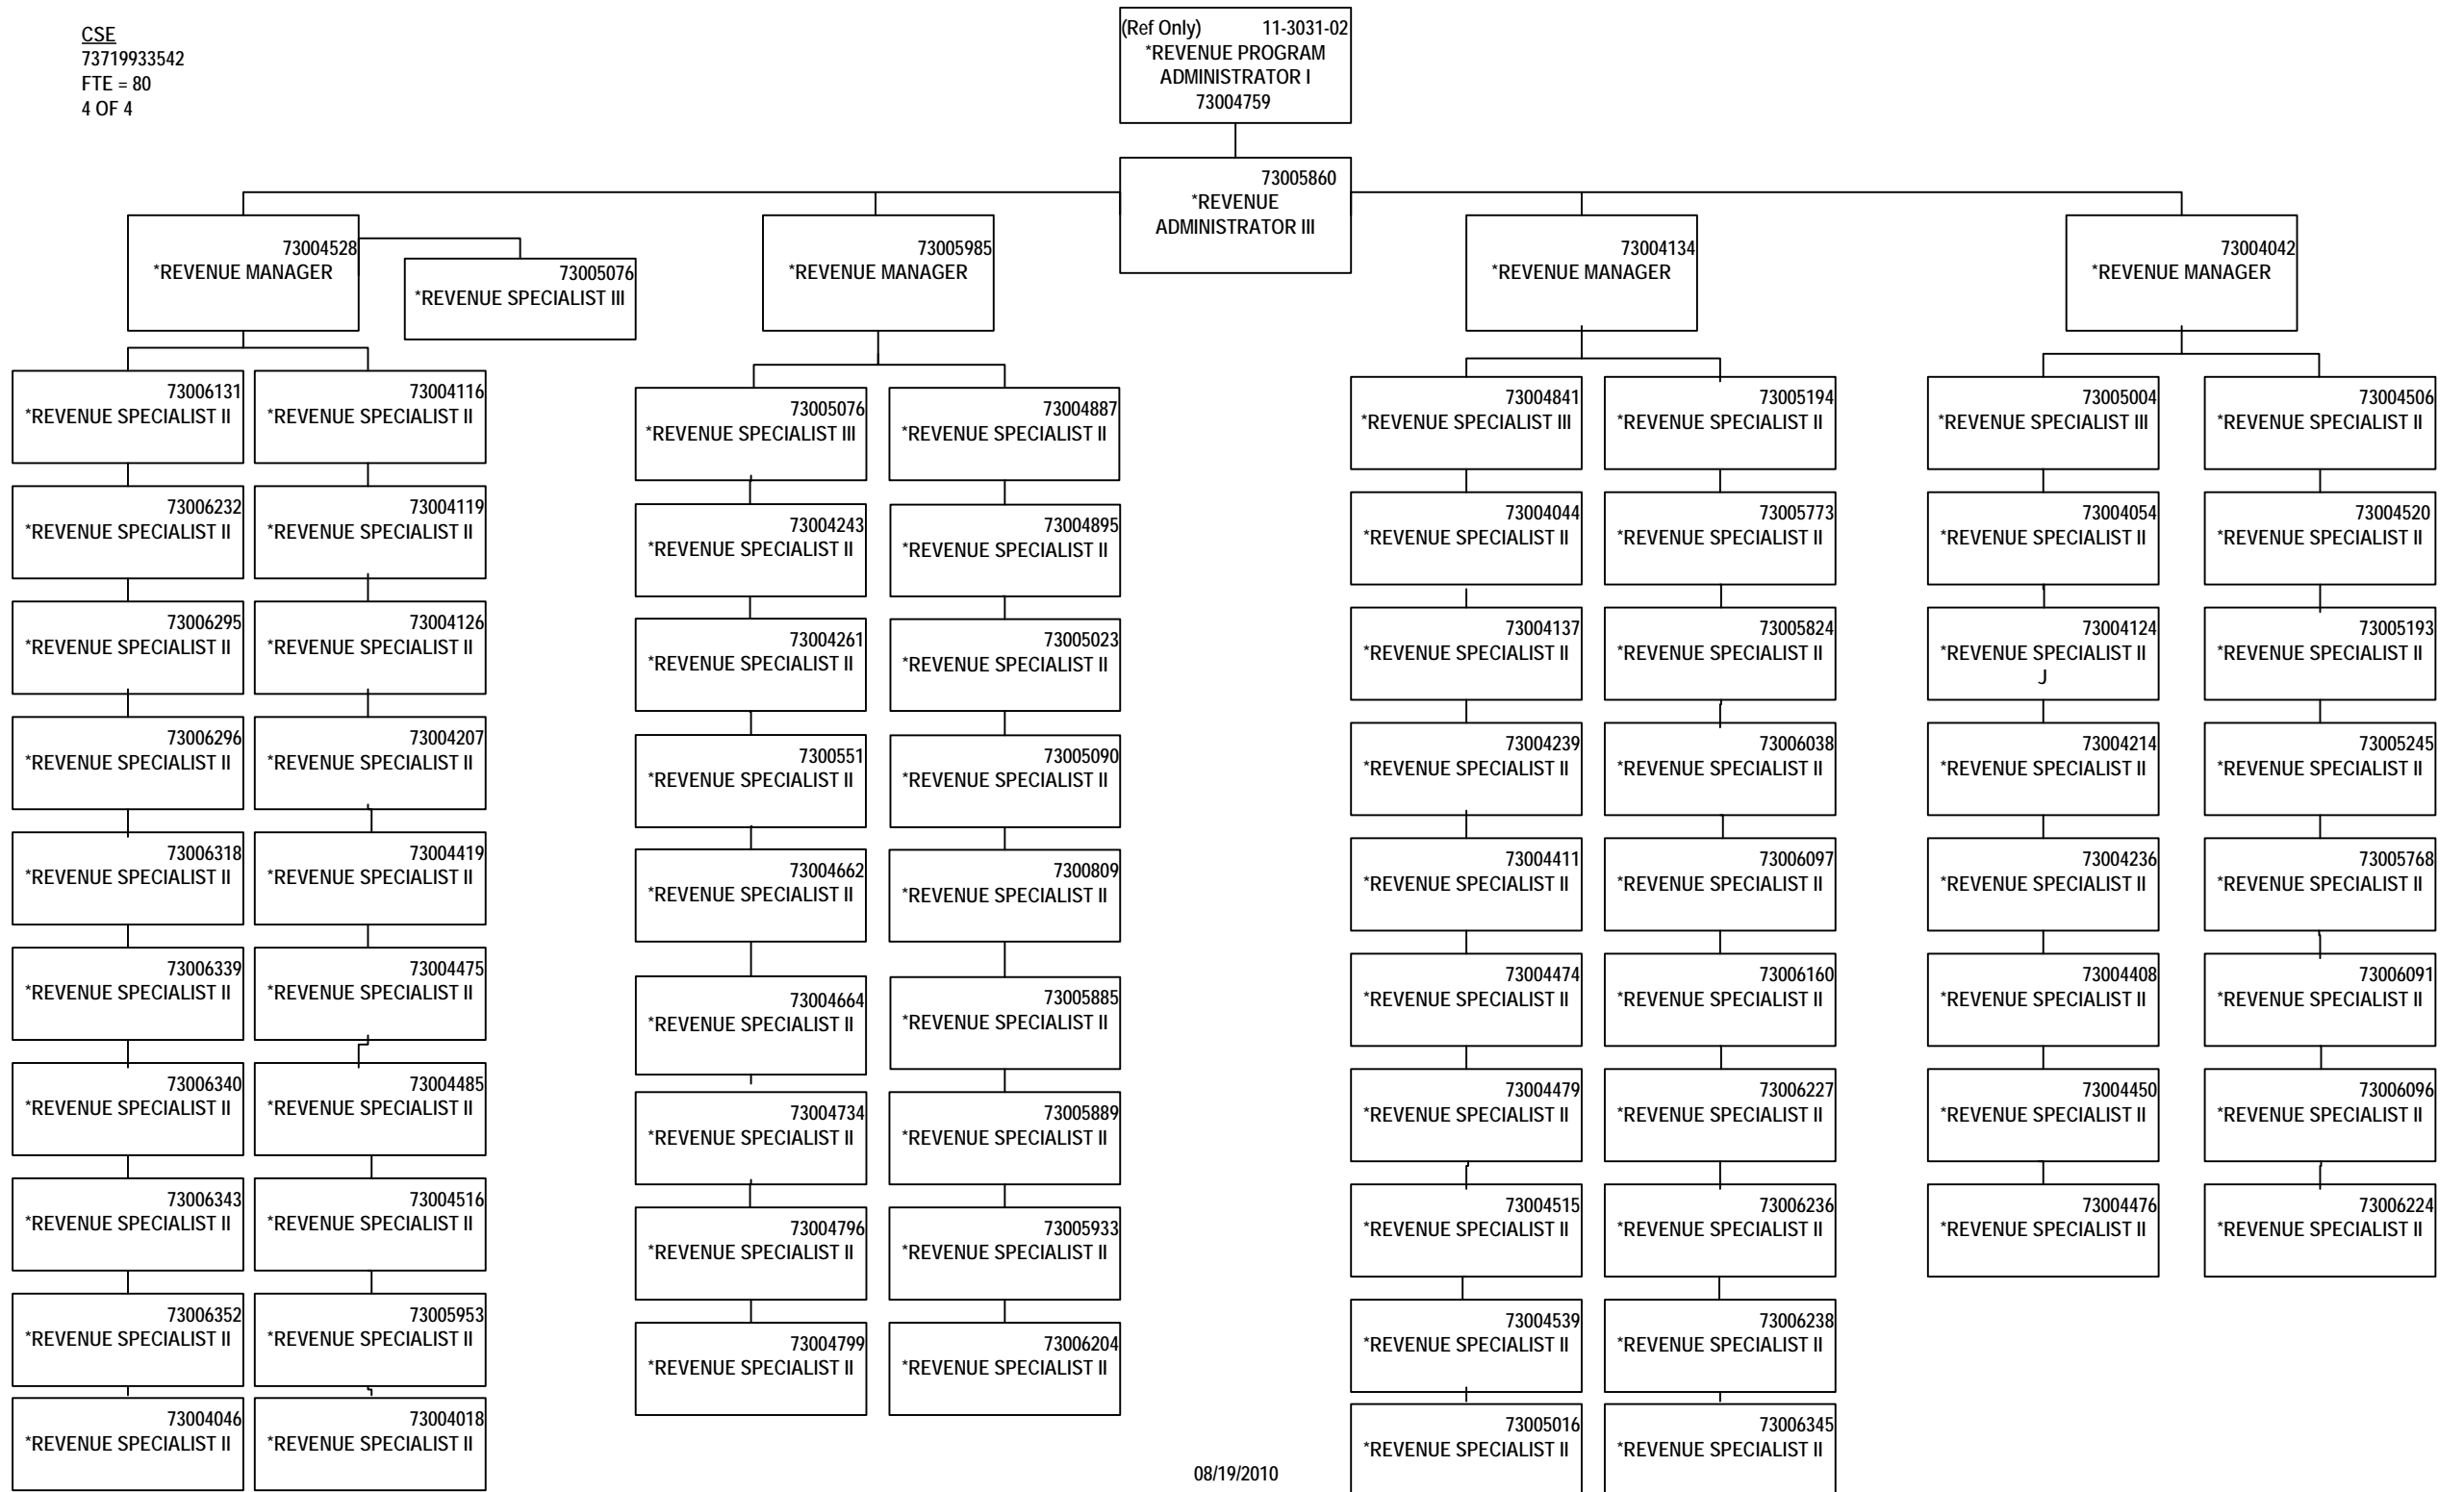 CSE
73719933542
FTE = 80
4 OF 4
(Ref Only) 11-3031-02
*REVENUE PROGRAM
ADMINISTRATOR I
73004759
73005860
*REVENUE
ADMINISTRATOR III
73004528
*REVENUE MANAGER
73005076
*REVENUE SPECIALIST III
73005985
*REVENUE MANAGER
73004134
*REVENUE MANAGER
73004042
*REVENUE MANAGER
73006131
*REVENUE SPECIALIST II
73006232
*REVENUE SPECIALIST II
73006295
*REVENUE SPECIALIST II
73006296
*REVENUE SPECIALIST II
73006318
*REVENUE SPECIALIST II
73006339
*REVENUE SPECIALIST II
73006340
*REVENUE SPECIALIST II
73006343
*REVENUE SPECIALIST II
73006352
*REVENUE SPECIALIST II
73004046
*REVENUE SPECIALIST II
73004116
*REVENUE SPECIALIST II
73004119
*REVENUE SPECIALIST II
73004126
*REVENUE SPECIALIST II
73004207
*REVENUE SPECIALIST II
73004419
*REVENUE SPECIALIST II
73004475
*REVENUE SPECIALIST II
73004485
*REVENUE SPECIALIST II
73004516
*REVENUE SPECIALIST II
73005953
*REVENUE SPECIALIST II
73004018
*REVENUE SPECIALIST II
73005076
*REVENUE SPECIALIST III
73004243
*REVENUE SPECIALIST II
73004261
*REVENUE SPECIALIST II
7300551
*REVENUE SPECIALIST II
73004662
*REVENUE SPECIALIST II
73004664
*REVENUE SPECIALIST II
73004734
*REVENUE SPECIALIST II
73004796
*REVENUE SPECIALIST II
73004799
*REVENUE SPECIALIST II
73004887
*REVENUE SPECIALIST II
73004895
*REVENUE SPECIALIST II
73005023
*REVENUE SPECIALIST II
73005090
*REVENUE SPECIALIST II
7300809
*REVENUE SPECIALIST II
73005885
*REVENUE SPECIALIST II
73005889
*REVENUE SPECIALIST II
73005933
*REVENUE SPECIALIST II
73006204
*REVENUE SPECIALIST II
73004841
*REVENUE SPECIALIST III
73004044
*REVENUE SPECIALIST II
73004137
*REVENUE SPECIALIST II
73004239
*REVENUE SPECIALIST II
73004411
*REVENUE SPECIALIST II
73004474
*REVENUE SPECIALIST II
73004479
*REVENUE SPECIALIST II
73004515
*REVENUE SPECIALIST II
73004539
*REVENUE SPECIALIST II
73005016
*REVENUE SPECIALIST II
73005194
*REVENUE SPECIALIST II
73005773
*REVENUE SPECIALIST II
73005824
*REVENUE SPECIALIST II
73006038
*REVENUE SPECIALIST II
73006097
*REVENUE SPECIALIST II
73006160
*REVENUE SPECIALIST II
73006227
*REVENUE SPECIALIST II
73006236
*REVENUE SPECIALIST II
73006238
*REVENUE SPECIALIST II
73006345
*REVENUE SPECIALIST II
73005004
*REVENUE SPECIALIST III
73004054
*REVENUE SPECIALIST II
73004124
*REVENUE SPECIALIST II
J
73004214
*REVENUE SPECIALIST II
73004236
*REVENUE SPECIALIST II
73004408
*REVENUE SPECIALIST II
73004450
*REVENUE SPECIALIST II
73004476
*REVENUE SPECIALIST II
73004506
*REVENUE SPECIALIST II
73004520
*REVENUE SPECIALIST II
73005193
*REVENUE SPECIALIST II
73005245
*REVENUE SPECIALIST II
73005768
*REVENUE SPECIALIST II
73006091
*REVENUE SPECIALIST II
73006096
*REVENUE SPECIALIST II
73006224
*REVENUE SPECIALIST II
08/19/2010